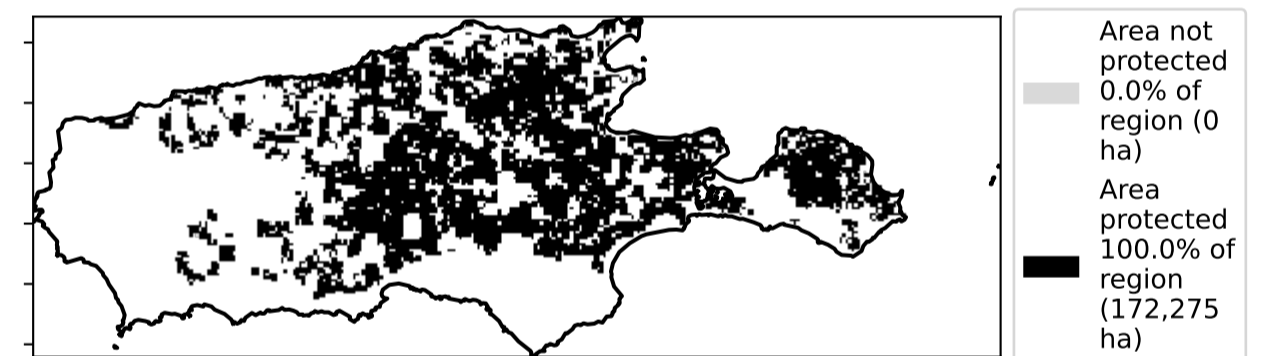 Area not
protected
0.0% of
region (0
ha)
Area
protected
100.0% of
region
(172,275
ha)